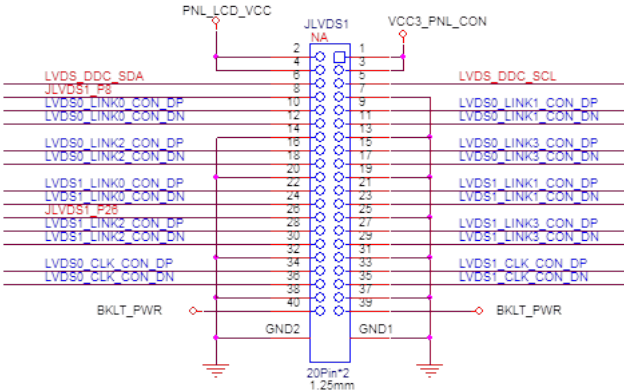 PNL_LCD_VCC
JLVDS1
NA
VCC3_PNL_CON
2 1
4 3
LVDS_DDC_SDA 6 5 LVDS_DDC_SCL
JLVDS1_P8 8 7
LVDS0_LINK0_CON_DP 10 9 LVDS0_LINK1_CON_DP
LVDS0_LINK0_CON_DN 12 11 LVDS0_LINK1_CON_DN
14 13
LVDS0_LINK2_CON_DP 16 15 LVDS0_LINK3_CON_DP
LVDS0_LINK2_CON_DN 18 17 LVDS0_LINK3_CON_DN
20 19
LVDS1_LINK0_CON_DP 22 21 LVDS1_LINK1_CON_DP
LVDS1_LINK0_CON_DN 24 23 LVDS1_LINK1_CON_DN
JLVDS1_P26 26 25
LVDS1_LINK2_CON_DP 28 27 LVDS1_LINK3_CON_DP
LVDS1_LINK2_CON_DN 30 29 LVDS1_LINK3_CON_DN
32 31
LVDS0_CLK_CON_DP 34 33 LVDS1_CLK_CON_DP
LVDS0_CLK_CON_DN 36 35 LVDS1_CLK_CON_DN
38 37
BKLT_PWR 40 39 BKLT_PWR
GND2 GND1
20Pin*2
1.25mm